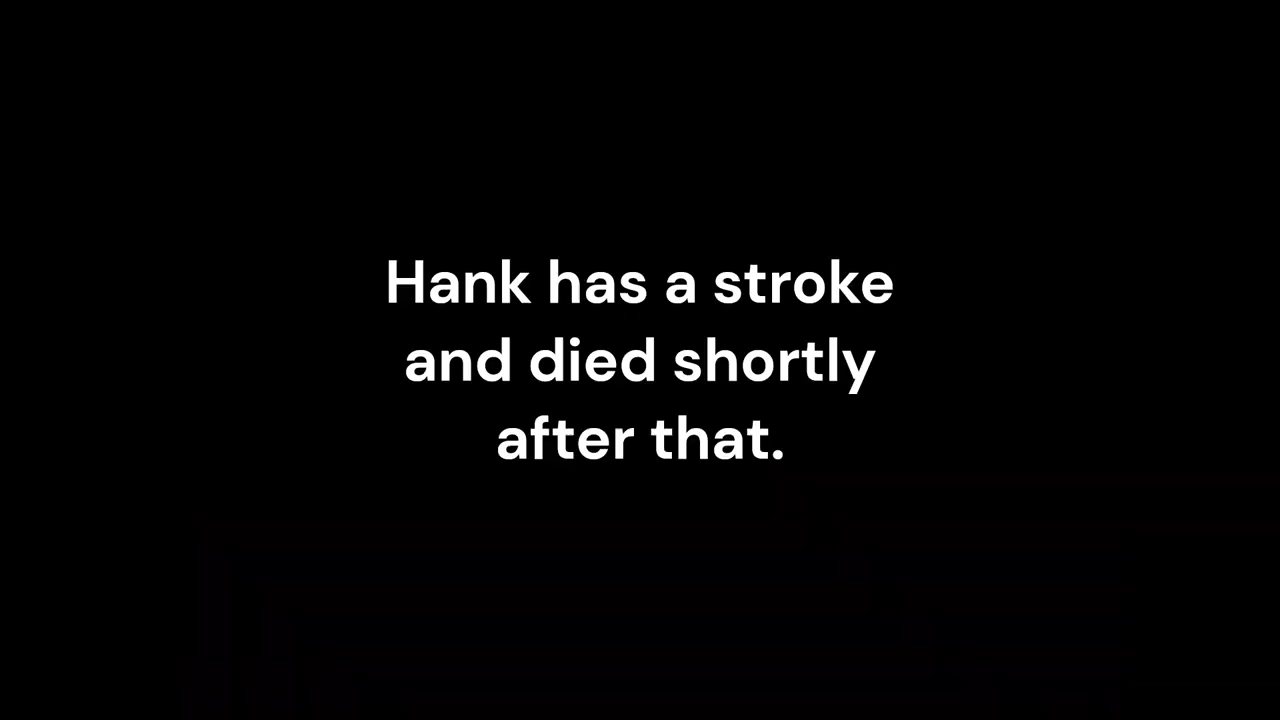 Hank has a stroke
and died shortly
after that.